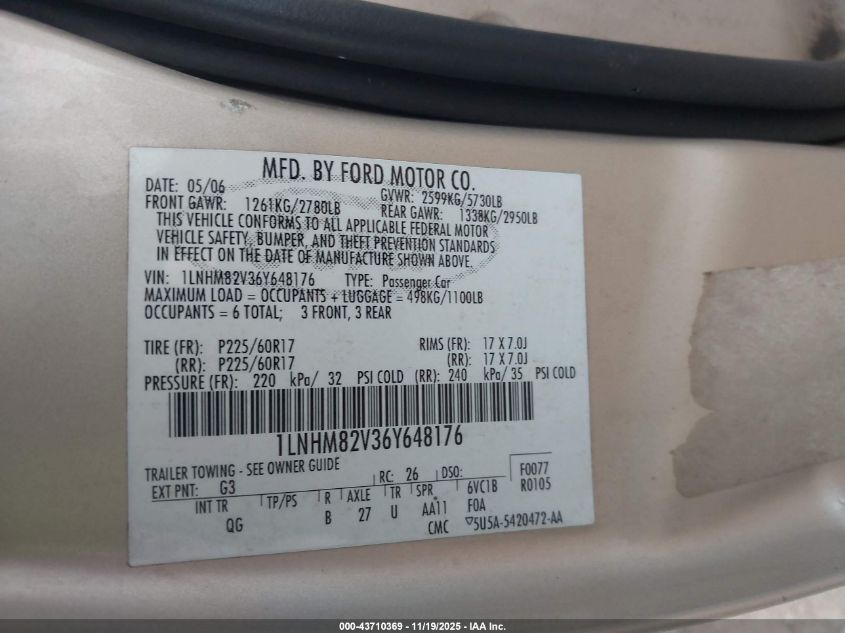 MFD. BY FORD MOTOR CO.
DATE: 05/06 GVWR: 2599KG/5730LB
FRONT GAWR: 1261KG/2780LB REAR GAWR: 1338KG/2950LB
THIS VEHICLE CONFORMS TO ALL APPLICABLE FEDERAL MOTOR
VEHICLE SAFETY, BUMPER, AND THEFT PREVENTION STANDARDS
IN EFFECT ON THE DATE OF MANUFACTURE SHOWN ABOVE.
VIN: 1LNHM82V36Y648176 TYPE: Passenger Car
MAXIMUM LOAD = OCCUPANTS + LUGGAGE = 498KG/1100LB
OCCUPANTS = 6 TOTAL; 3 FRONT, 3 REAR
TIRE (FR): P225/60R17 RIMS (FR): 17 X 7.0J
(RR): P225/60R17 (RR): 17 X 7.0J
PRESSURE (FR): 220 kPa/ 32 PSI COLD (RR): 240 kPa/ 35 PSI COLD
1LNHM82V36Y648176
TRAILER TOWING - SEE OWNER GUIDE
EXT PNT: G3 RC: 26 DSO: F0077
INT TR TP/PS R AXLE TR SPR 6VC1B R0105
QG B 27 U AA11 FOA
CMC 5U5A-5420472-AA
000-43710369 - 11/19/2025 - IAA Inc.